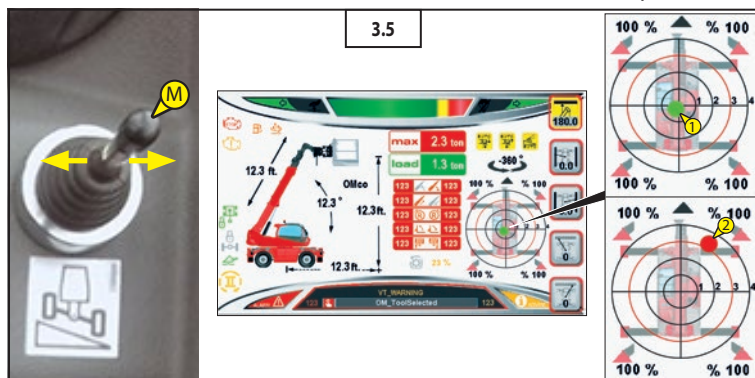 3.5
M
max 2.3 ton
load 1.3 ton
180.0
0.0
-360°
12.3 ft.
12.3 ft.
OMco
12.3 °
12.3ft.
12.3 ft.
123 123
123 123
123 123
123 123
123 123
100 % % 100
100 % % 100
23 %
0
0
VT_WARNING
123 OM_ToolSelected 123
100 % % 100
1 2 3 4
1
100 % % 100
100 % % 100
2
1 2 3 4
100 % % 100